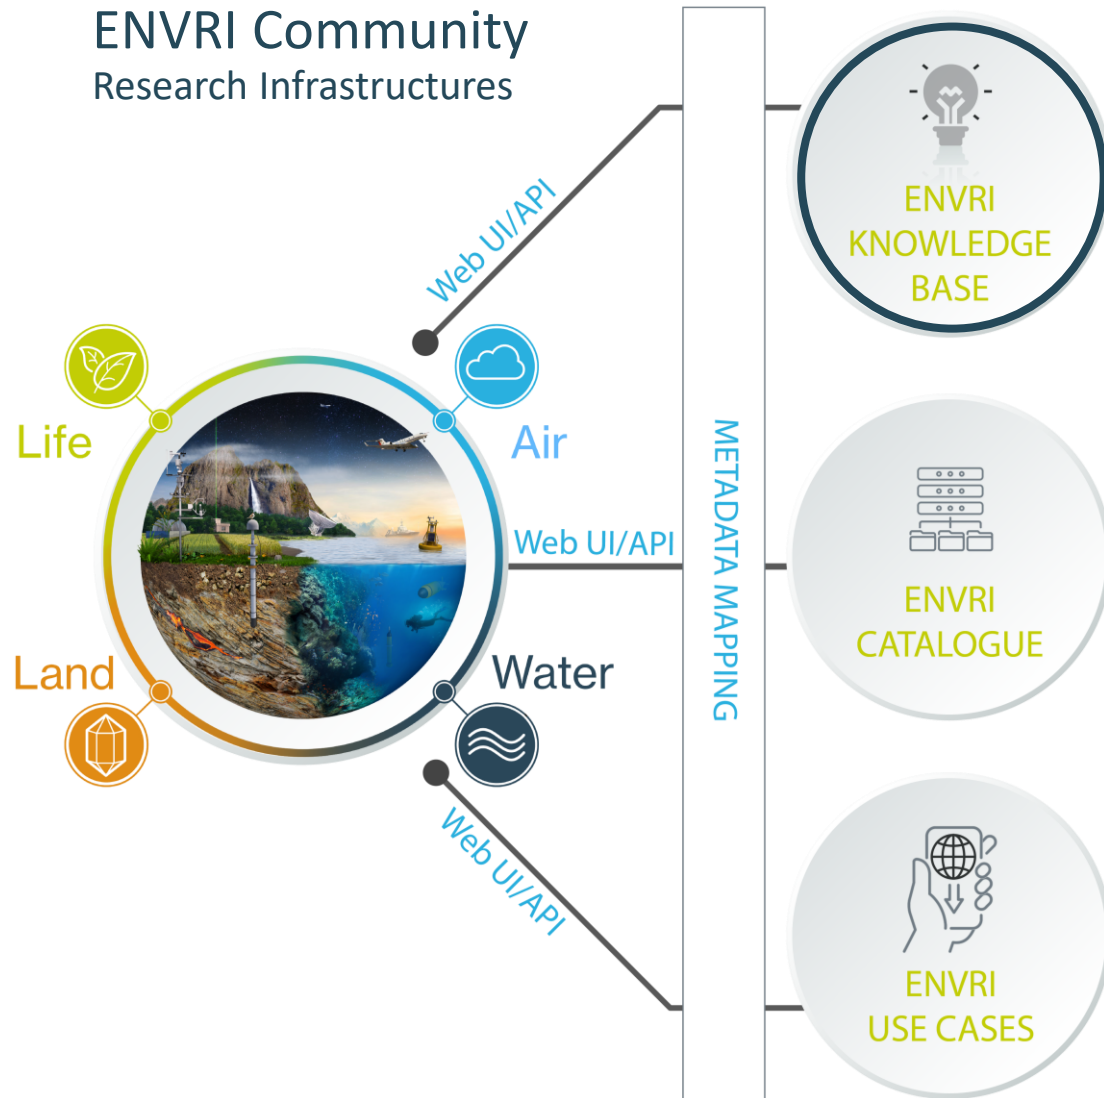 ENVRI Community
Research Infrastructures
Web UI/API
ENVRI
KNOWLEDGE
BASE
Life
Air
Web UI/API
METADATA MAPPING
ENVRI
CATALOGUE
Land
Water
Web UI/API
ENVRI
USE CASES